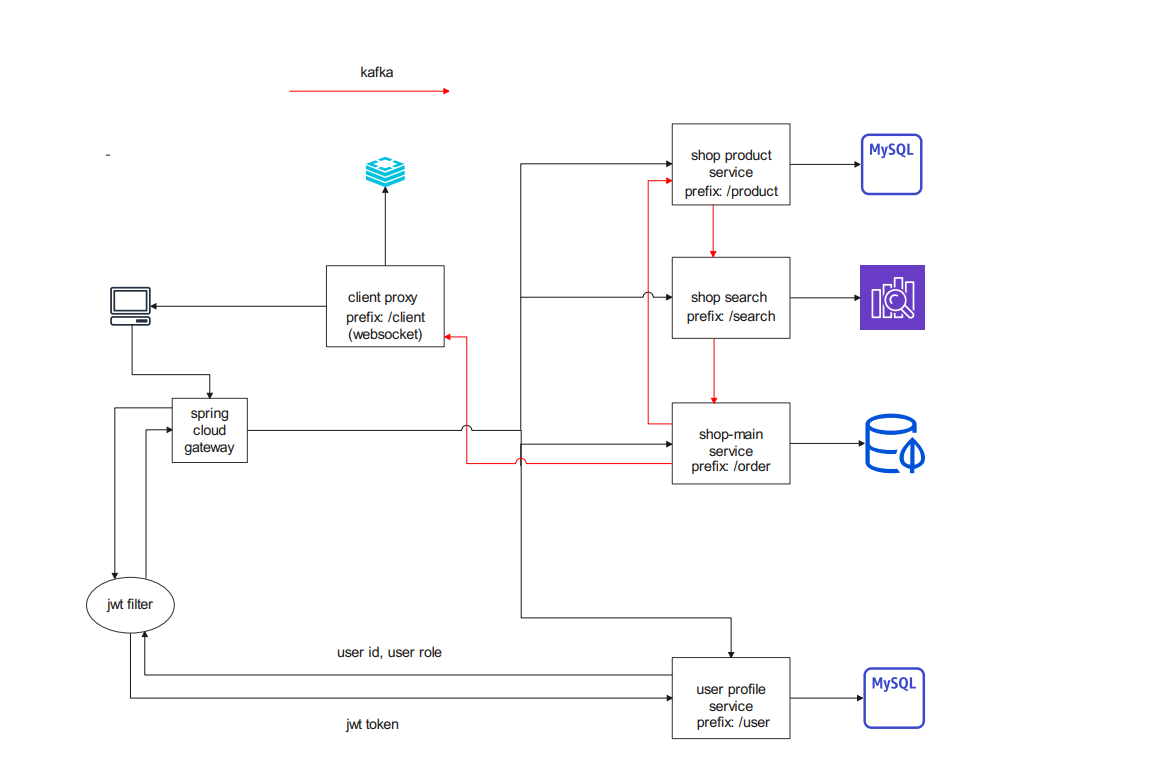 kafka
-
shop product
service
prefix: /product
MySQL
client proxy
prefix: /client
(websocket)
shop search
prefix: /search
spring
cloud
gateway
shop-main
service
prefix: /order
jwt filter
user id, user role
jwt token
user profile
service
prefix: /user
MySQL